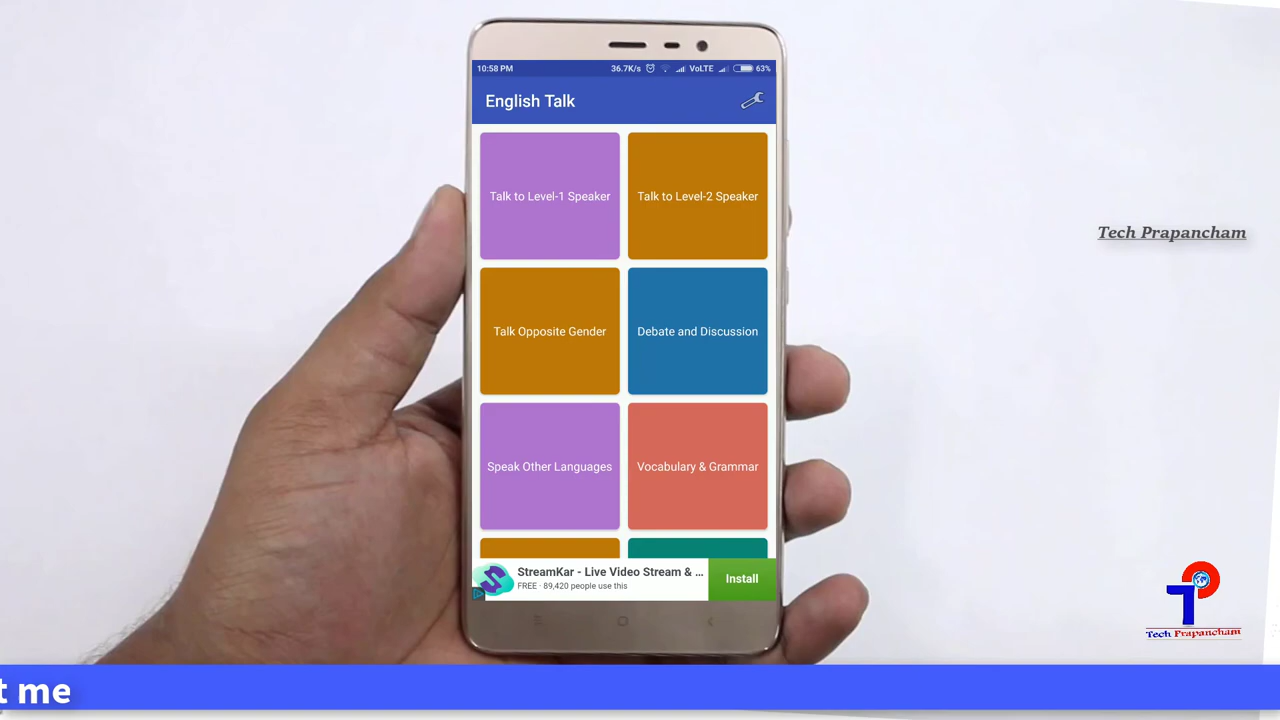 10:58 PM 36.7K/s VoLTE 63%
English Talk
Talk to Level-1 Speaker
Talk to Level-2 Speaker
Talk Opposite Gender
Debate and Discussion
Speak Other Languages
Vocabulary & Grammar
StreamKar - Live Video Stream & ...
FREE · 89,420 people use this
Install
Tech Prapancham
TP
Tech Prapancham
t me